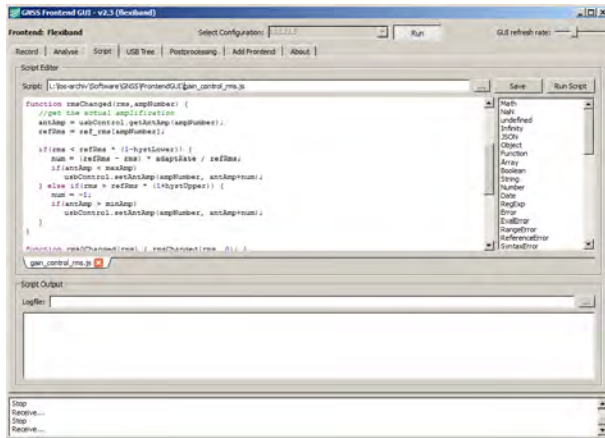 GNSS Frontend GUI - v2.3 (flexiband)
Frontend: Flexiband Select Configuration: Run GUI refresh rate:
Record Analyse Script USB Tree Postprocessing Add Frontend About
Script Editor
Script: gain_control_rms.js ... Save Run Script
function rmsChanged(rms,ampNumber) {
//get the actual amplification
antAmp = usbControl.getAntAmp(ampNumber);
refRms = ref_rms[ampNumber];
if(rms < refRms * (1-hystLower)) {
num = (refRms - rms) * adaptRate / refRms;
if(antAmp < maxAmp)
usbControl.setAntAmp(ampNumber, antAmp+num);
} else if(rms > refRms * (1+hystUpper)) {
num = -1;
if(antAmp > minAmp)
usbControl.setAntAmp(ampNumber, antAmp+num);
}
}
function rms0Changed(rms) { rmsChanged(rms, 0); }
Math
NaN
undefined
Infinity
JSON
Object
Function
Array
Boolean
String
Number
Date
RegExp
Error
EvalError
RangeError
ReferenceError
SyntaxError
gain_control_rms.js
Script Output
Logfile: ...
Stop
Receive...
Stop
Receive...